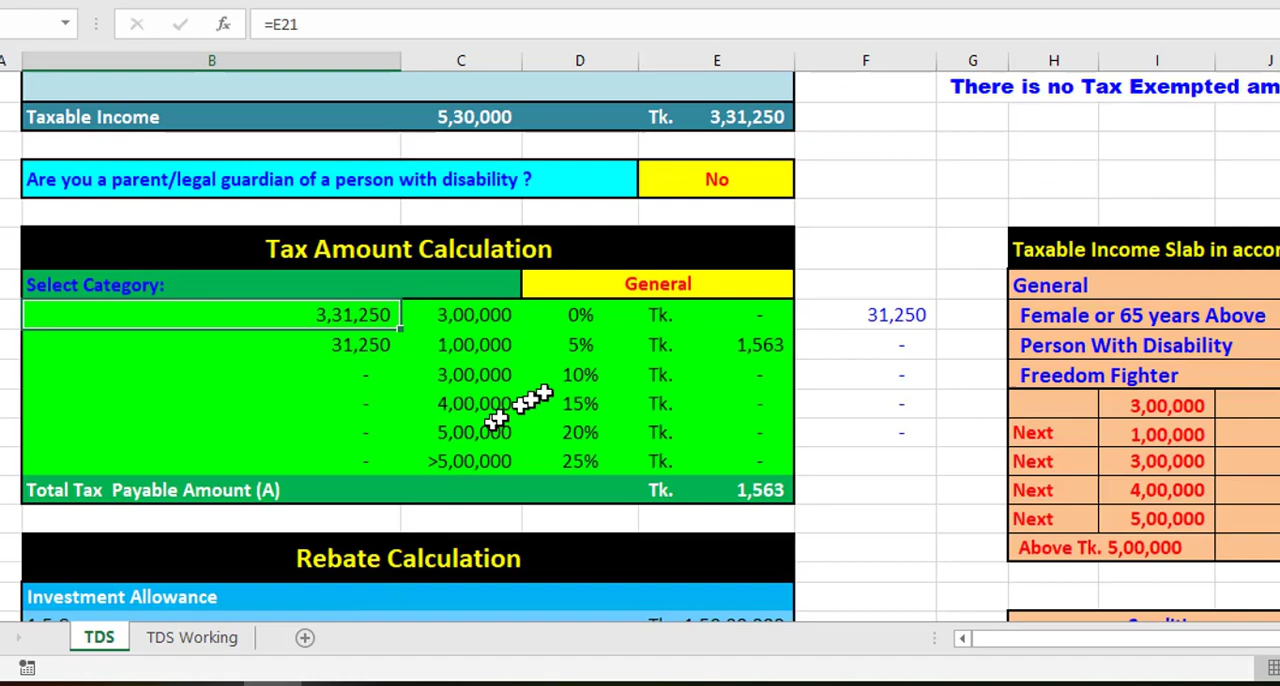 fx =E21
A B C D E F G H I J
There is no Tax Exempted am
Taxable Income 5,30,000 Tk. 3,31,250
Are you a parent/legal guardian of a person with disability ? No
Tax Amount Calculation
Taxable Income Slab in accor
Select Category: General
General
3,31,250 3,00,000 0% Tk. - 31,250
Female or 65 years Above
31,250 1,00,000 5% Tk. 1,563 -
Person With Disability
- 3,00,000 10% Tk. - -
Freedom Fighter
- 4,00,000 15% Tk. - -
3,00,000
- 5,00,000 20% Tk. - -
Next 1,00,000
- >5,00,000 25% Tk. -
Next 3,00,000
Total Tax Payable Amount (A) Tk. 1,563
Next 4,00,000
Next 5,00,000
Above Tk. 5,00,000
Rebate Calculation
Investment Allowance
TDS TDS Working